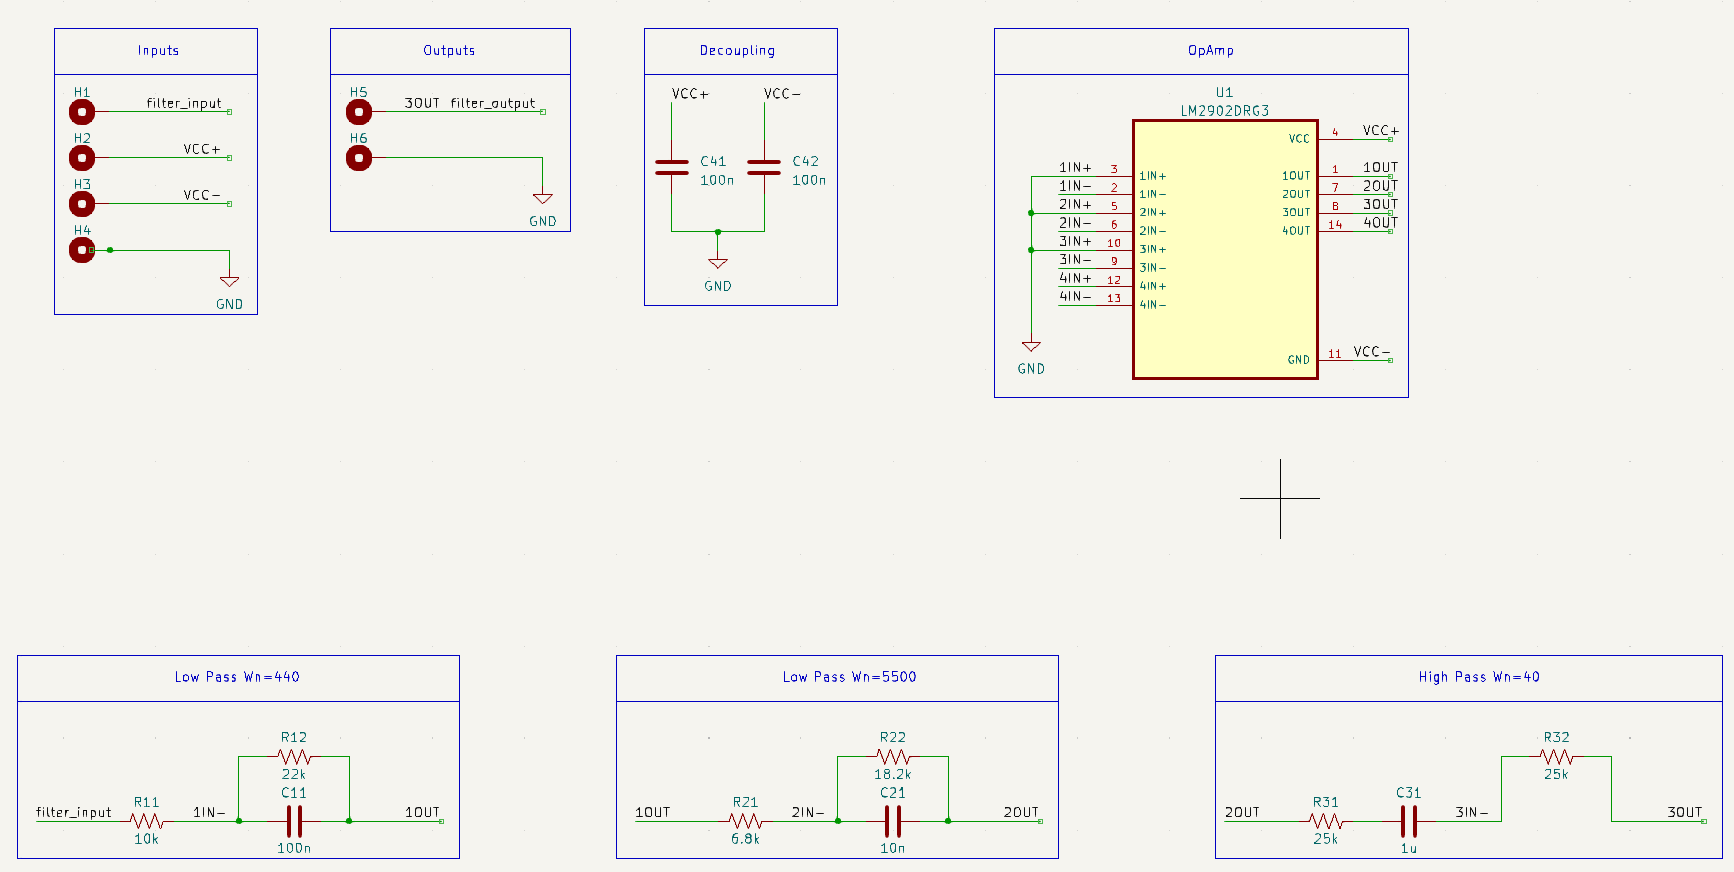 Inputs
H1
filter_input
H2
VCC+
H3
VCC-
H4
GND
Outputs
H5
3OUT filter_output
H6
GND
Decoupling
VCC+ VCC-
C41
100n
C42
100n
GND
OpAmp
U1
LM2902DRG3
VCC 4 VCC+
1IN+ 3 1IN+ 1OUT 1 1OUT
1IN- 2 1IN- 2OUT 7 2OUT
2IN+ 5 2IN+ 3OUT 8 3OUT
2IN- 6 2IN- 4OUT 14 4OUT
3IN+ 10 3IN+
3IN- 9 3IN-
4IN+ 12 4IN+
4IN- 13 4IN-
GND 11 VCC-
GND
Low Pass Wn=440
R12
22k
C11
filter_input R11 1IN- 1OUT
10k
100n
Low Pass Wn=5500
R22
18.2k
C21
1OUT R21 2IN- 2OUT
6.8k
10n
High Pass Wn=40
R32
25k
2OUT R31 C31 3IN- 3OUT
25k
1u